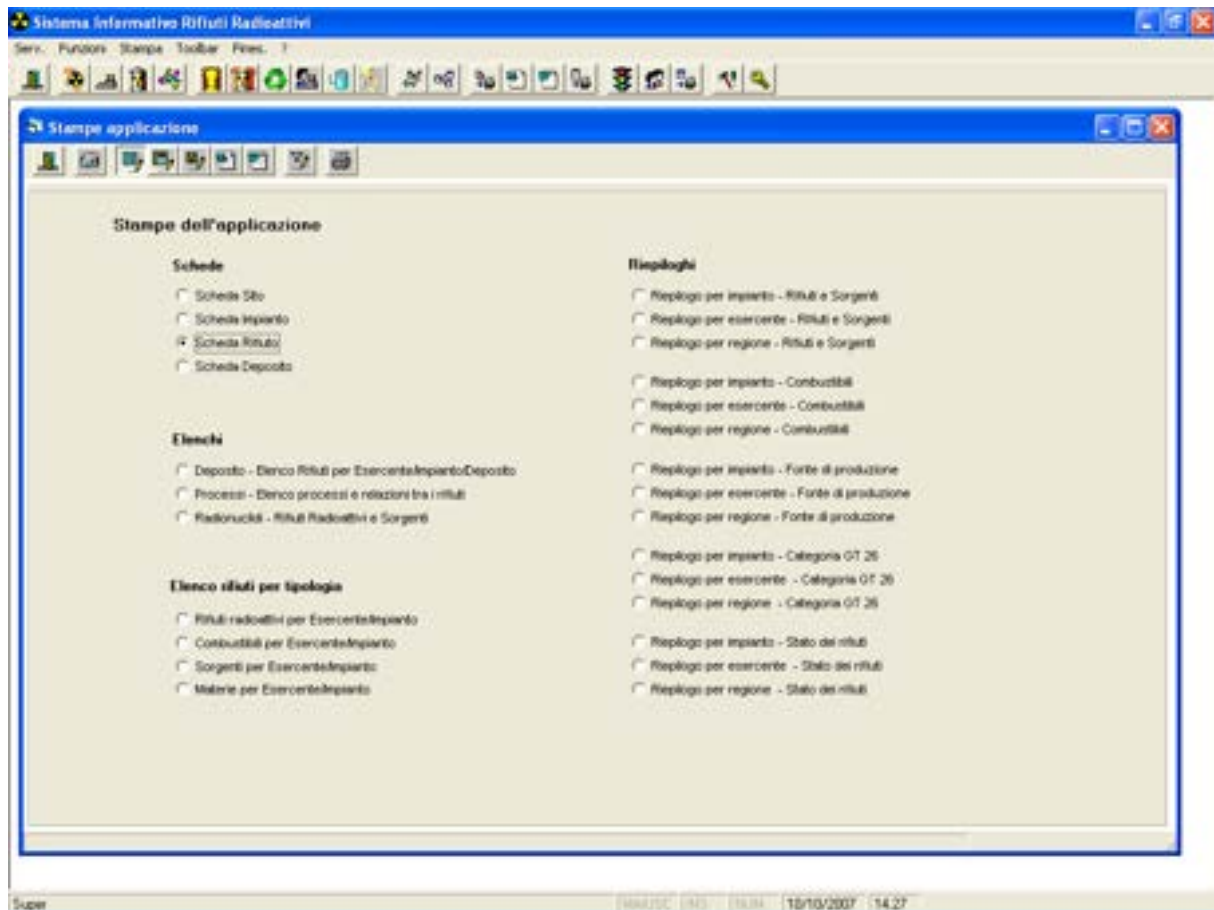 Sistema Informativo Rifiuti Radioattivi
Serv. Funzioni Stampa Toolbar Fines. ?
Stampe applicazione
Stampe dell'applicazione
Schede
Scheda Sito
Scheda Impianto
Scheda Rifiuto
Scheda Deposito
Elenchi
Deposito - Elenco Rifiuti per Esercente/Impianto/Deposito
Processi - Elenco processi e relazioni tra i rifiuti
Radionuclidi - Rifiuti Radioattivi e Sorgenti
Elenco rifiuti per tipologia
Rifiuti radioattivi per Esercente/Impianto
Combustibili per Esercente/Impianto
Sorgenti per Esercente/Impianto
Materie per Esercente/Impianto
Riepiloghi
Riepilogo per impianto - Rifiuti e Sorgenti
Riepilogo per esercente - Rifiuti e Sorgenti
Riepilogo per regione - Rifiuti e Sorgenti
Riepilogo per impianto - Combustibili
Riepilogo per esercente - Combustibili
Riepilogo per regione - Combustibili
Riepilogo per impianto - Fonte di produzione
Riepilogo per esercente - Fonte di produzione
Riepilogo per regione - Fonte di produzione
Riepilogo per impianto - Categoria GT 26
Riepilogo per esercente - Categoria GT 26
Riepilogo per regione - Categoria GT 26
Riepilogo per impianto - Stato dei rifiuti
Riepilogo per esercente - Stato dei rifiuti
Riepilogo per regione - Stato dei rifiuti
Super MAIUSC INS NUM 10/10/2007 14.27